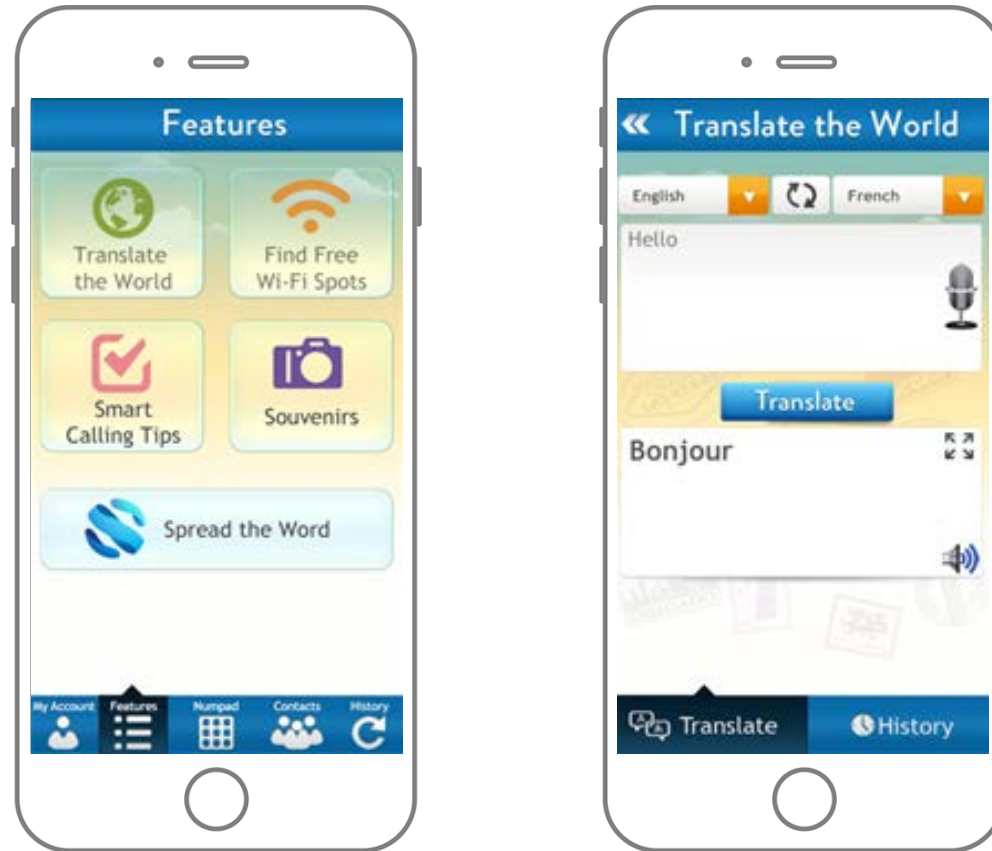 Features
Translate
the World
Find Free
Wi-Fi Spots
Smart
Calling Tips
Souvenirs
Spread the Word
My Account
Features
Numpad
Contacts
History
Translate the World
English
French
Hello
Translate
Bonjour
Translate
History